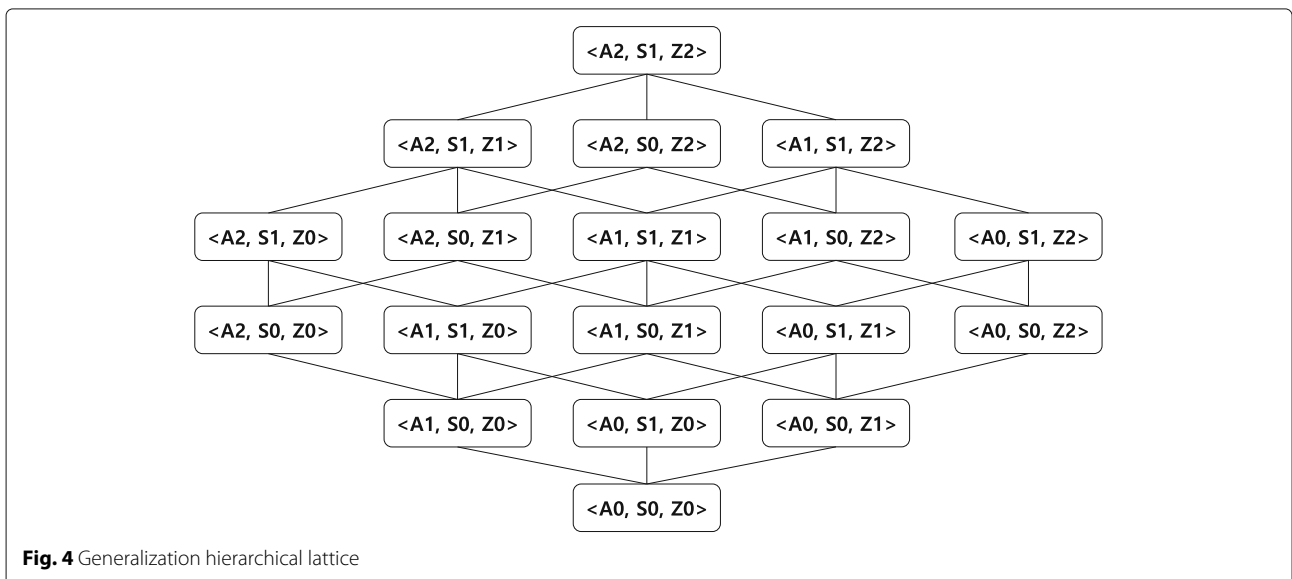 <A2, S1, Z2>
<A2, S1, Z1> <A2, S0, Z2> <A1, S1, Z2>
<A2, S1, Z0> <A2, S0, Z1> <A1, S1, Z1> <A1, S0, Z2> <A0, S1, Z2>
<A2, S0, Z0> <A1, S1, Z0> <A1, S0, Z1> <A0, S1, Z1> <A0, S0, Z2>
<A1, S0, Z0> <A0, S1, Z0> <A0, S0, Z1>
<A0, S0, Z0>
Fig. 4 Generalization hierarchical lattice